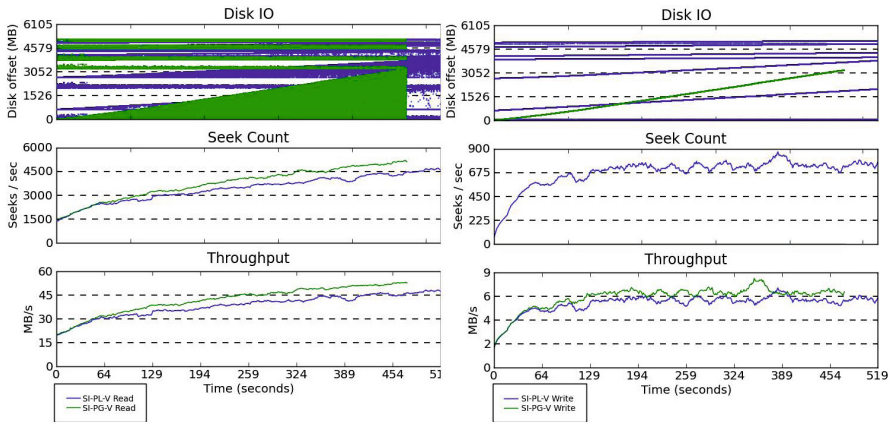 Disk IO
Disk offset (MB)
6105
4579
3052
1526
0
Seek Count
Seeks / sec
6000
4500
3000
1500
0
Throughput
MB/s
60
45
30
15
0
0 64 129 194 259 324 389 454 51
Time (seconds)
SI-PL-V Read
SI-PG-V Read
Disk IO
Disk offset (MB)
6105
4579
3052
1526
0
Seek Count
Seeks / sec
900
675
450
225
0
Throughput
MB/s
9
6
4
2
0
0 64 129 194 259 324 389 454 519
Time (seconds)
SI-PL-V Write
SI-PG-V Write